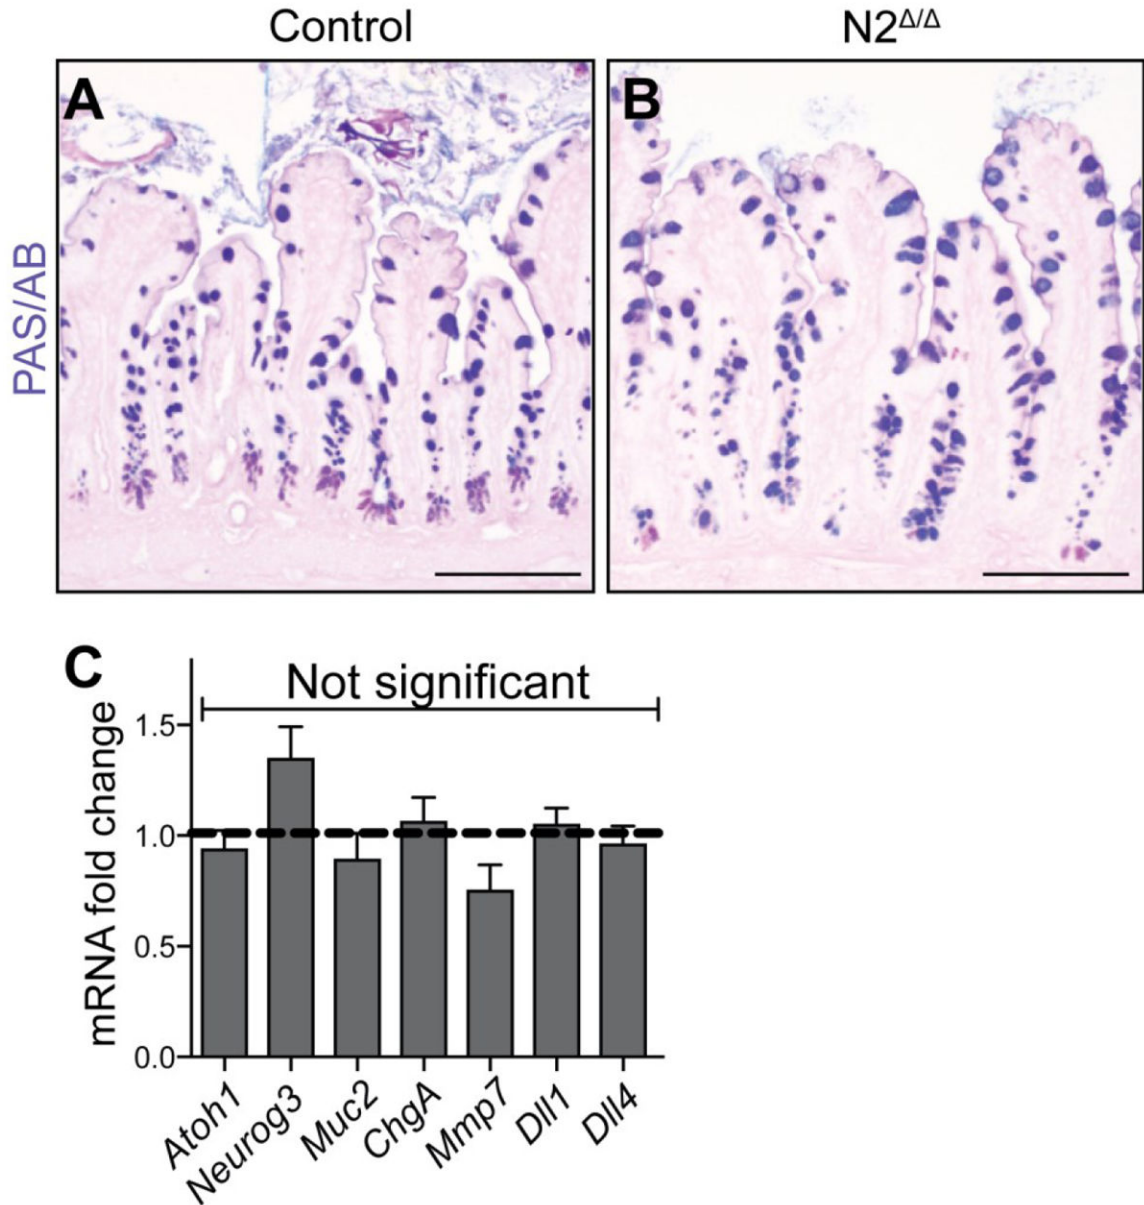 Control
N2Δ/Δ
A
B
PAS/AB
C
Not significant
mRNA fold change
1.5
1.0
0.5
0.0
Atoh1
Neurog3
Muc2
ChgA
Mmp7
Dll1
Dll4